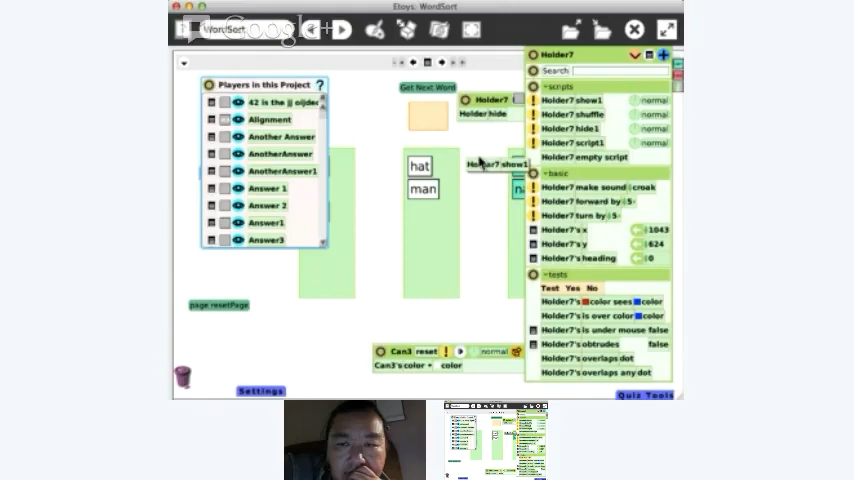 Etoys: WordSort
WordSort
Google+
Players in this Project ?
42 is the jj oijdec
Alignment
Another Answer
AnotherAnswer
AnotherAnswer1
Answer 1
Answer 2
Answer1
Answer3
page resetPage
Settings
Get Next Word
hat
man
Holder7
Holder hide
Holder7 show1
na
Can3 reset ! normal
Can3's color color
Holder7
Search
scripts
Holder7 show1 normal
Holder7 shuffle normal
Holder7 hide1 normal
Holder7 script1 normal
Holder7 empty script
basic
Holder7 make sound croak
Holder7 forward by 5
Holder7 turn by 5
Holder7's x 1043
Holder7's y 624
Holder7's heading 0
tests
Test Yes No
Holder7's color sees color
Holder7's is over color color
Holder7's is under mouse false
Holder7's obtrudes false
Holder7's overlaps dot
Holder7's overlaps any dot
Quiz Tools